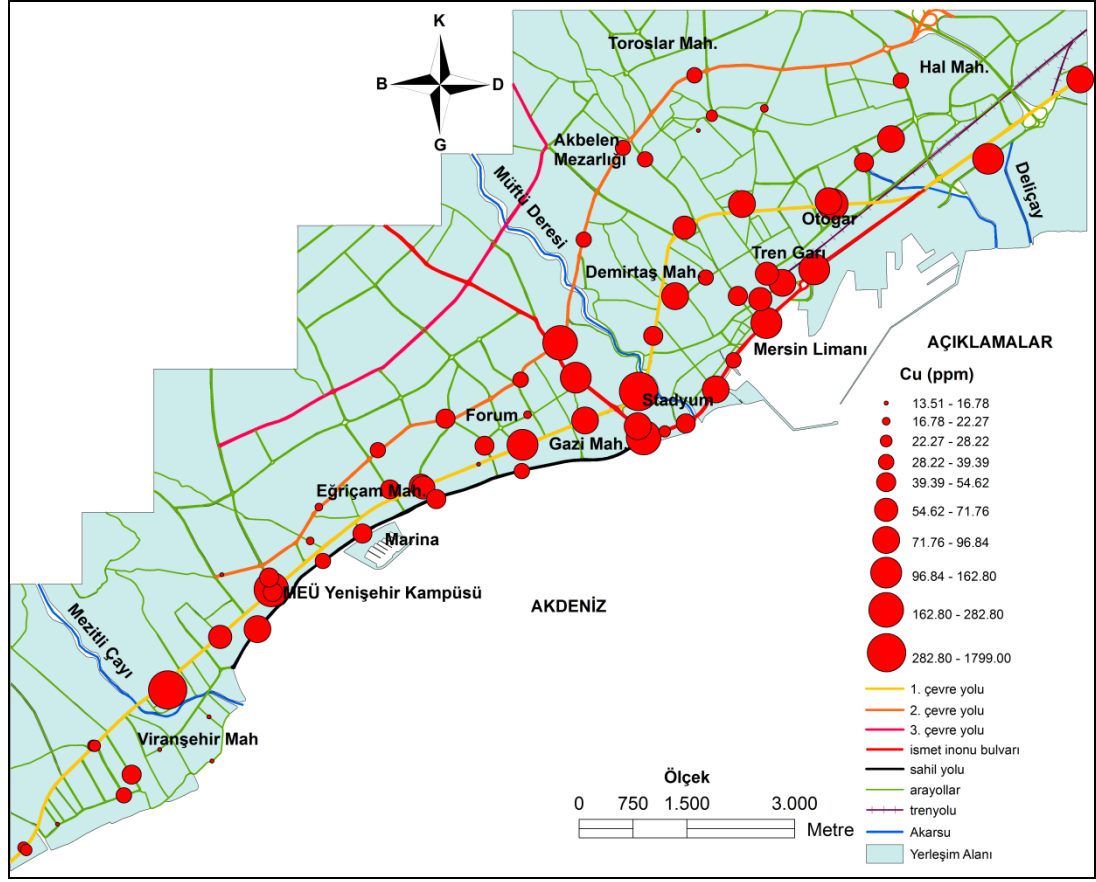 K
Toroslar Mah.
Hal Mah.
B
D
G
Akbelen
Mezarlığı
Müftü Deresi
Deliçay
Otogar
Tren Garı
Demirtaş Mah.
Mersin Limanı
Stadyum
Forum
Gazi Mah.
Eğriçam Mah.
Marina
MEÜ Yenişehir Kampüsü
AKDENİZ
Mezitli Çayı
Viranşehir Mah
AÇIKLAMALAR
Cu (ppm)
13.51 - 16.78
16.78 - 22.27
22.27 - 28.22
28.22 - 39.39
39.39 - 54.62
54.62 - 71.76
71.76 - 96.84
96.84 - 162.80
162.80 - 282.80
282.80 - 1799.00
1. çevre yolu
2. çevre yolu
3. çevre yolu
ismet inonu bulvarı
sahil yolu
arayollar
trenyolu
Akarsu
Yerleşim Alanı
Ölçek
0 750 1.500 3.000
Metre